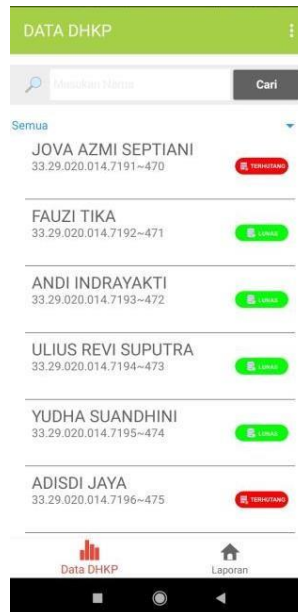 DATA DHKP
Masukan Nama
Cari
Semua
JOVA AZMI SEPTIANI
33.29.020.014.7191~470
TERHUTANG
FAUZI TIKA
33.29.020.014.7192~471
LUNAS
ANDI INDRAYAKTI
33.29.020.014.7193~472
LUNAS
ULIUS REVI SUPUTRA
33.29.020.014.7194~473
LUNAS
YUDHA SUANDHINI
33.29.020.014.7195~474
LUNAS
ADISDI JAYA
33.29.020.014.7196~475
TERHUTANG
Data DHKP
Laporan